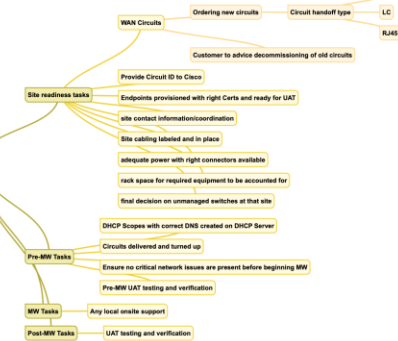 Ordering new circuits
Circuit handoff type
LC
WAN Circuits
RJ45
Customer to advice decommissioning of old circuits
Provide Circuit ID to Cisco
Site readiness tasks
Endpoints provisioned with right Certs and ready for UAT
site contact information/coordination
Site cabling labeled and in place
adequate power with right connectors available
rack space for required equipment to be accounted for
final decision on unmanaged switches at that site
DHCP Scopes with correct DNS created on DHCP Server
Circuits delivered and turned up
Pre-MW Tasks
Ensure no critical network issues are present before beginning MW
Pre-MW UAT testing and verification
MW Tasks
Any local onsite support
Post-MW Tasks
UAT testing and verification